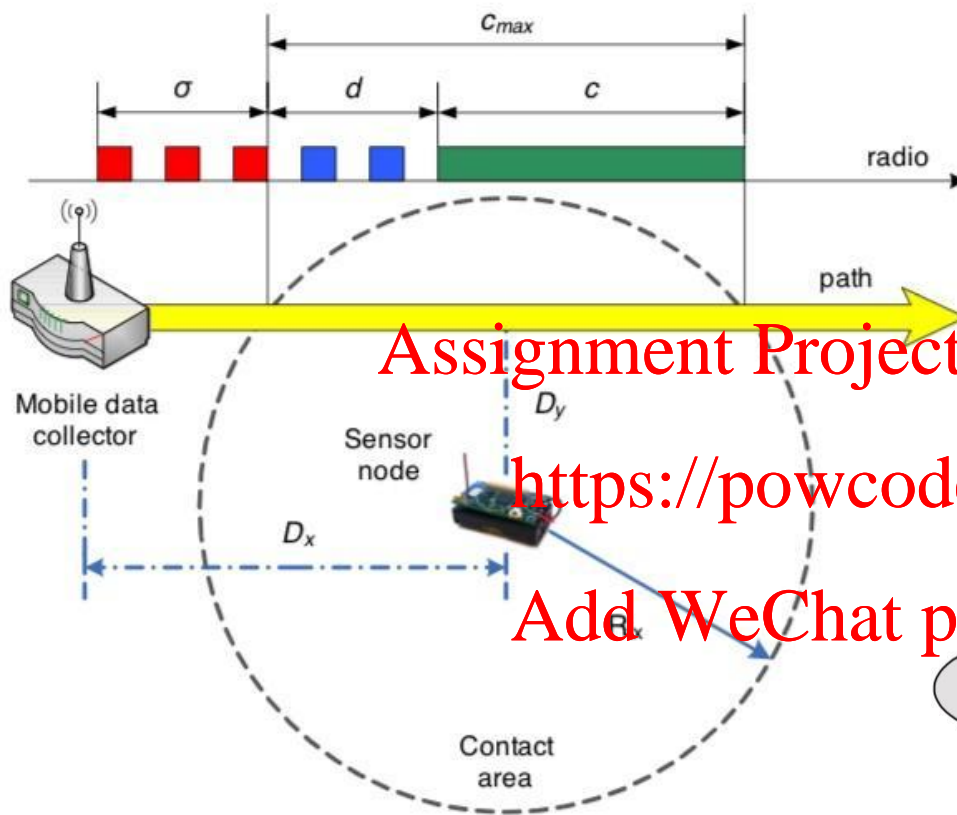 c_max
σ d c
radio
path
Mobile data
collector
Assignment Project
D_y
Sensor
node
https://powcod
D_x
Add WeChat p
R_x
Contact
area